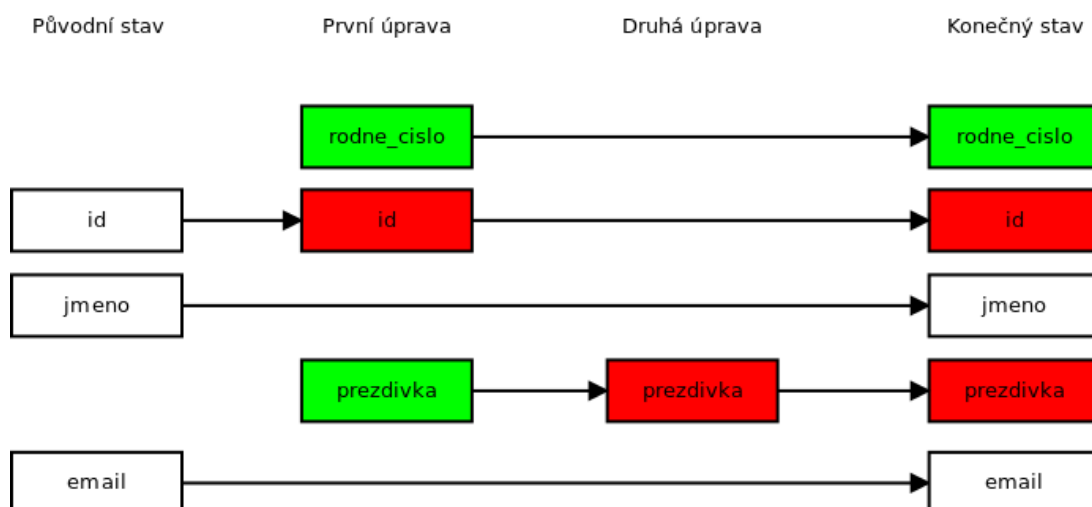 Původní stav
První úprava
Druhá úprava
Konečný stav
rodne_cislo
rodne_cislo
id
id
id
jmeno
jmeno
prezdivka
prezdivka
prezdivka
email
email